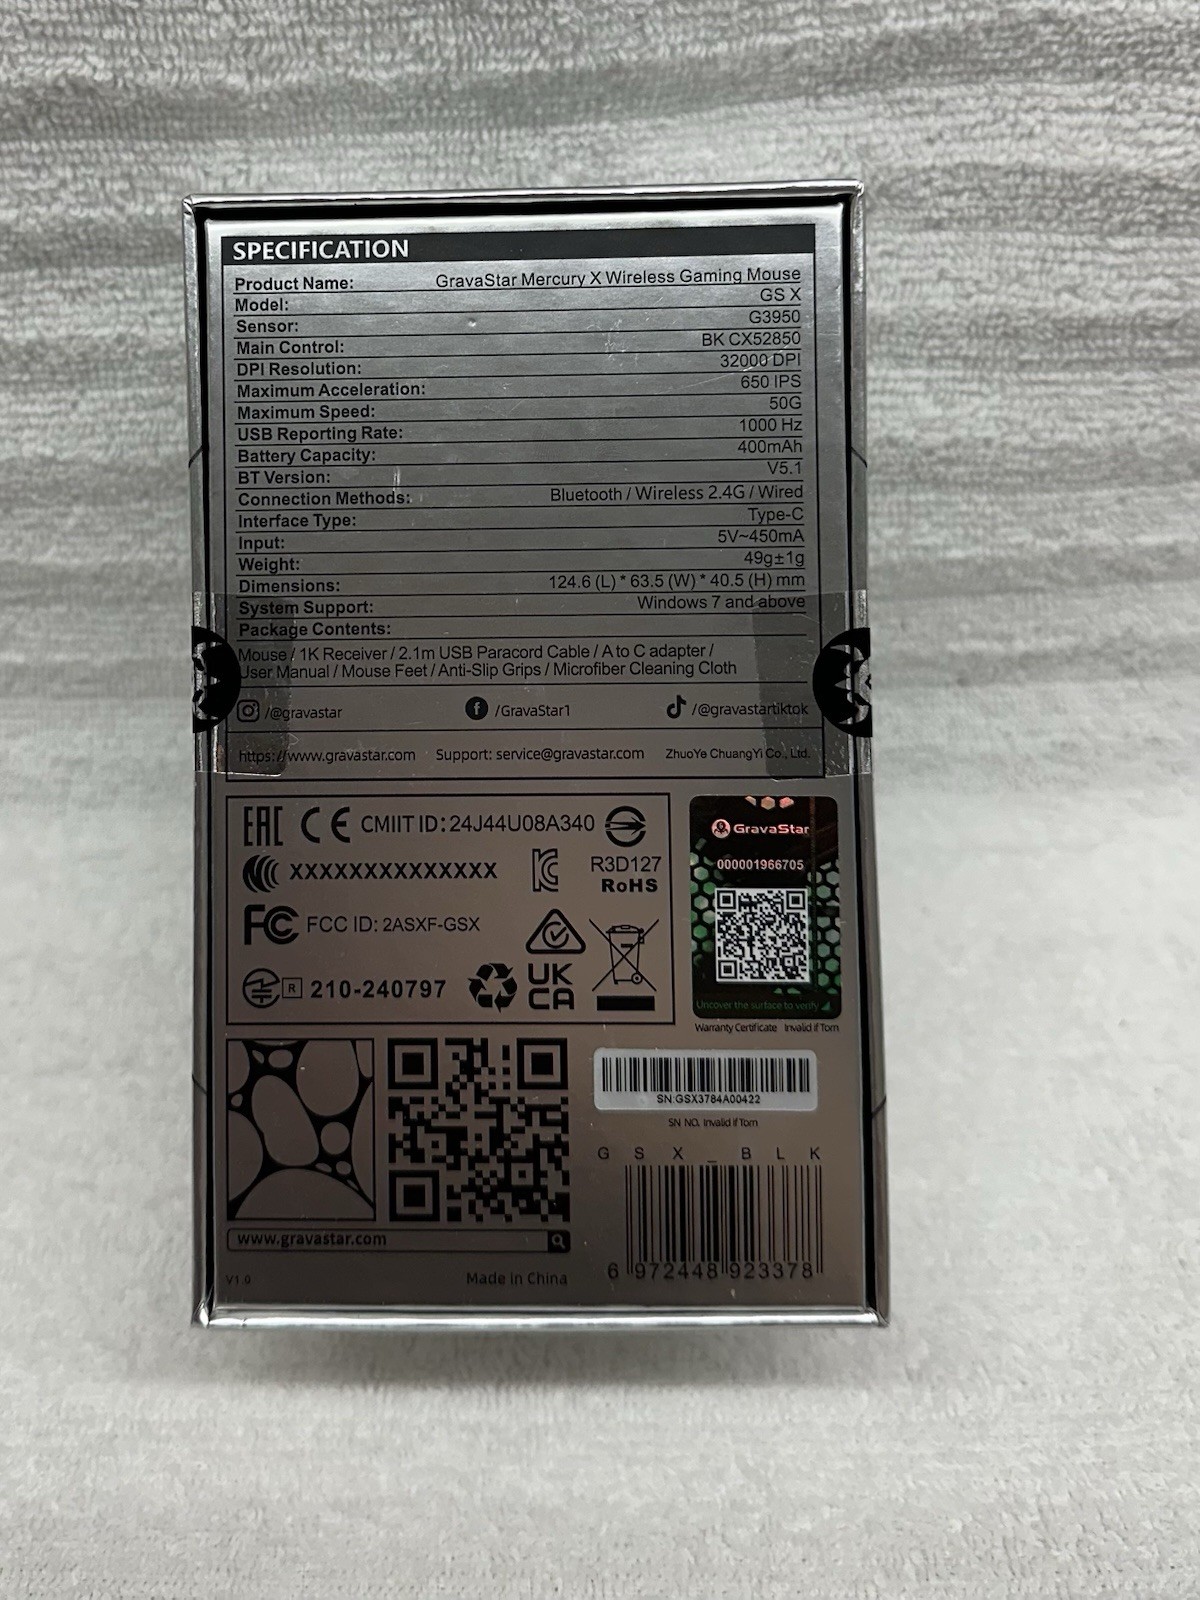 SPECIFICATION
Product Name: GravaStar Mercury X Wireless Gaming Mouse
Model: GS X
Sensor: G3950
Main Control: BK CX52850
DPI Resolution: 32000 DPI
Maximum Acceleration: 650 IPS
Maximum Speed: 50G
USB Reporting Rate: 1000 Hz
Battery Capacity: 400mAh
BT Version: V5.1
Connection Methods: Bluetooth / Wireless 2.4G / Wired
Interface Type: Type-C
Input: 5V~450mA
Weight: 49g±1g
Dimensions: 124.6 (L) * 63.5 (W) * 40.5 (H) mm
System Support: Windows 7 and above
Package Contents:
Mouse / 1K Receiver / 2.1m USB Paracord Cable / A to C adapter /
User Manual / Mouse Feet / Anti-Slip Grips / Microfiber Cleaning Cloth
/@gravastar /GravaStar1 /@gravastartiktok
https://www.gravastar.com Support: service@gravastar.com ZhuoYe ChuangYi Co., Ltd.
EAC CE CMIIT ID: 24J44U08A340
XXXXXXXXXXXXXX R3D127
RoHS
FC FCC ID: 2ASXF-GSX
R 210-240797
UK
CA
GravaStar
000001966705
Uncover the surface to verify
Warranty Certificate Invalid if Torn
SN:GSX3784A00422
SN NO. Invalid if Torn
GSX_BLK
6 972448 923378
www.gravastar.com
V1.0
Made in China